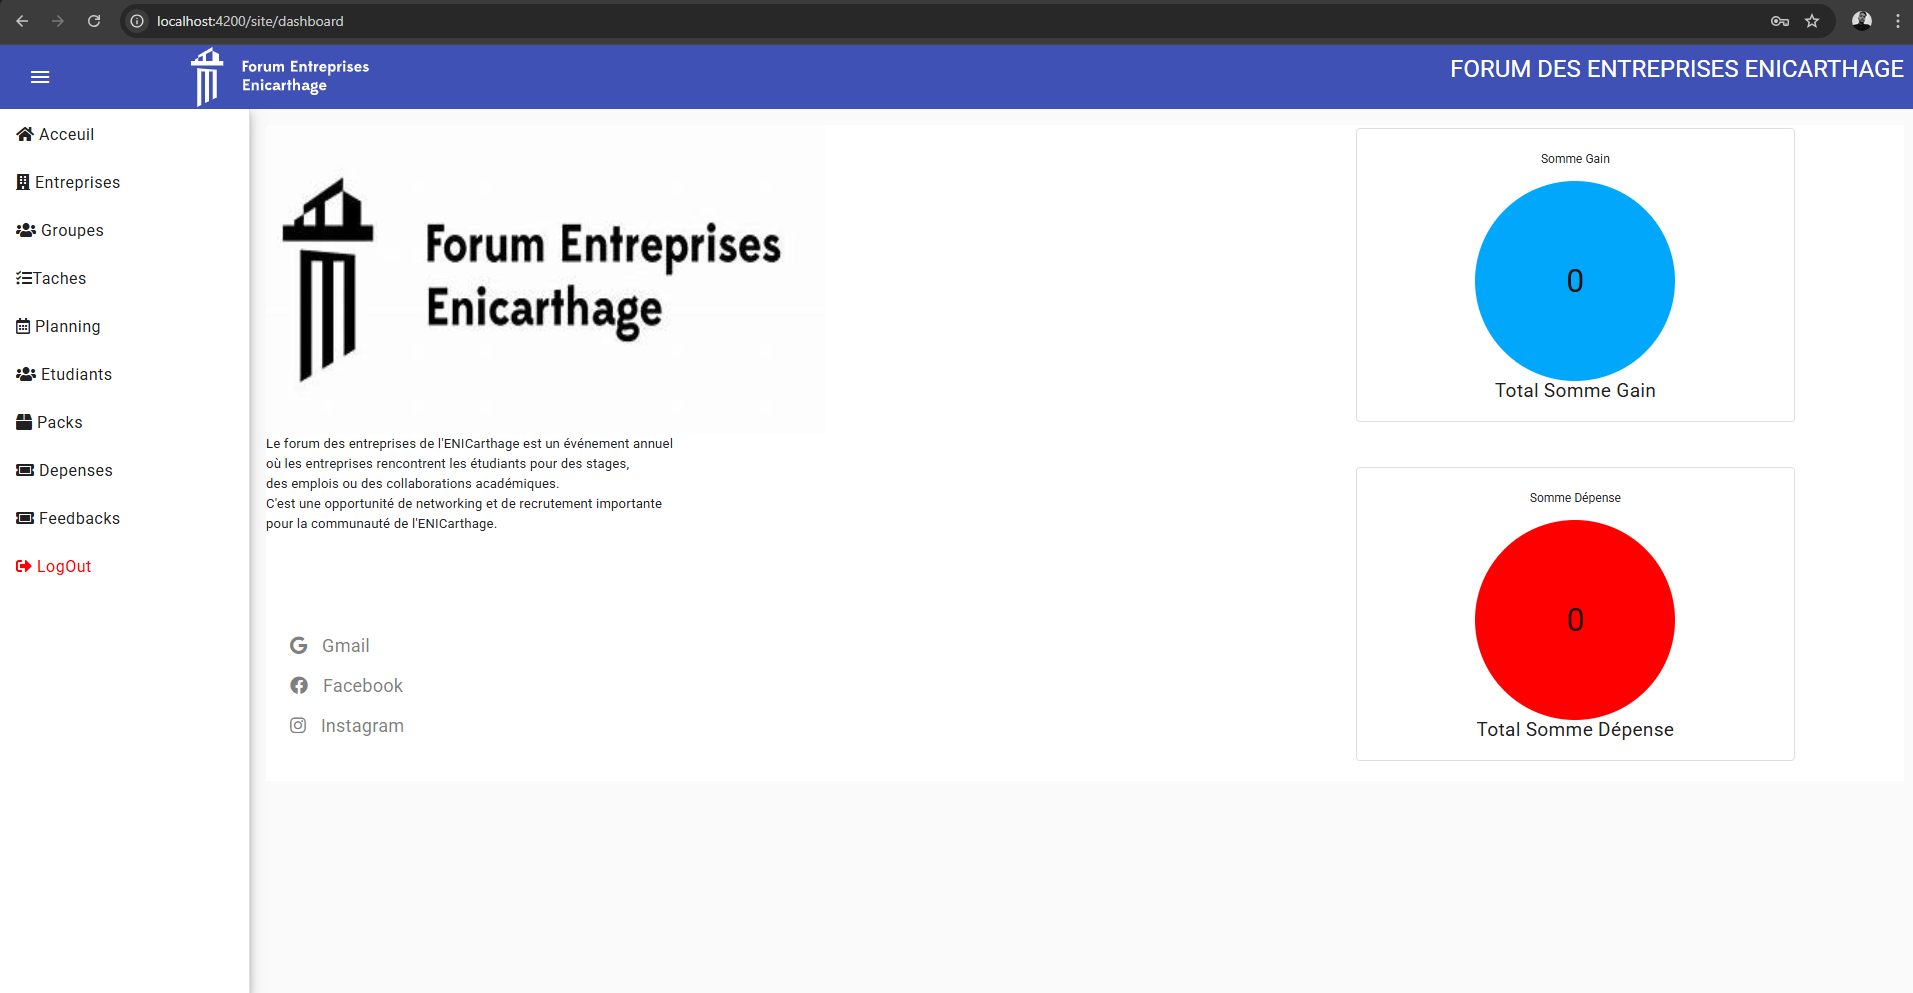 localhost:4200/site/dashboard
Forum Entreprises
Enicarthage
FORUM DES ENTREPRISES ENICARTHAGE
Acceuil
Entreprises
Groupes
Taches
Planning
Etudiants
Packs
Depenses
Feedbacks
LogOut
Forum Entreprises
Enicarthage
Le forum des entreprises de l'ENICarthage est un événement annuel
où les entreprises rencontrent les étudiants pour des stages,
des emplois ou des collaborations académiques.
C'est une opportunité de networking et de recrutement importante
pour la communauté de l'ENICarthage.
Gmail
Facebook
Instagram
Somme Gain
0
Total Somme Gain
Somme Dépense
0
Total Somme Dépense